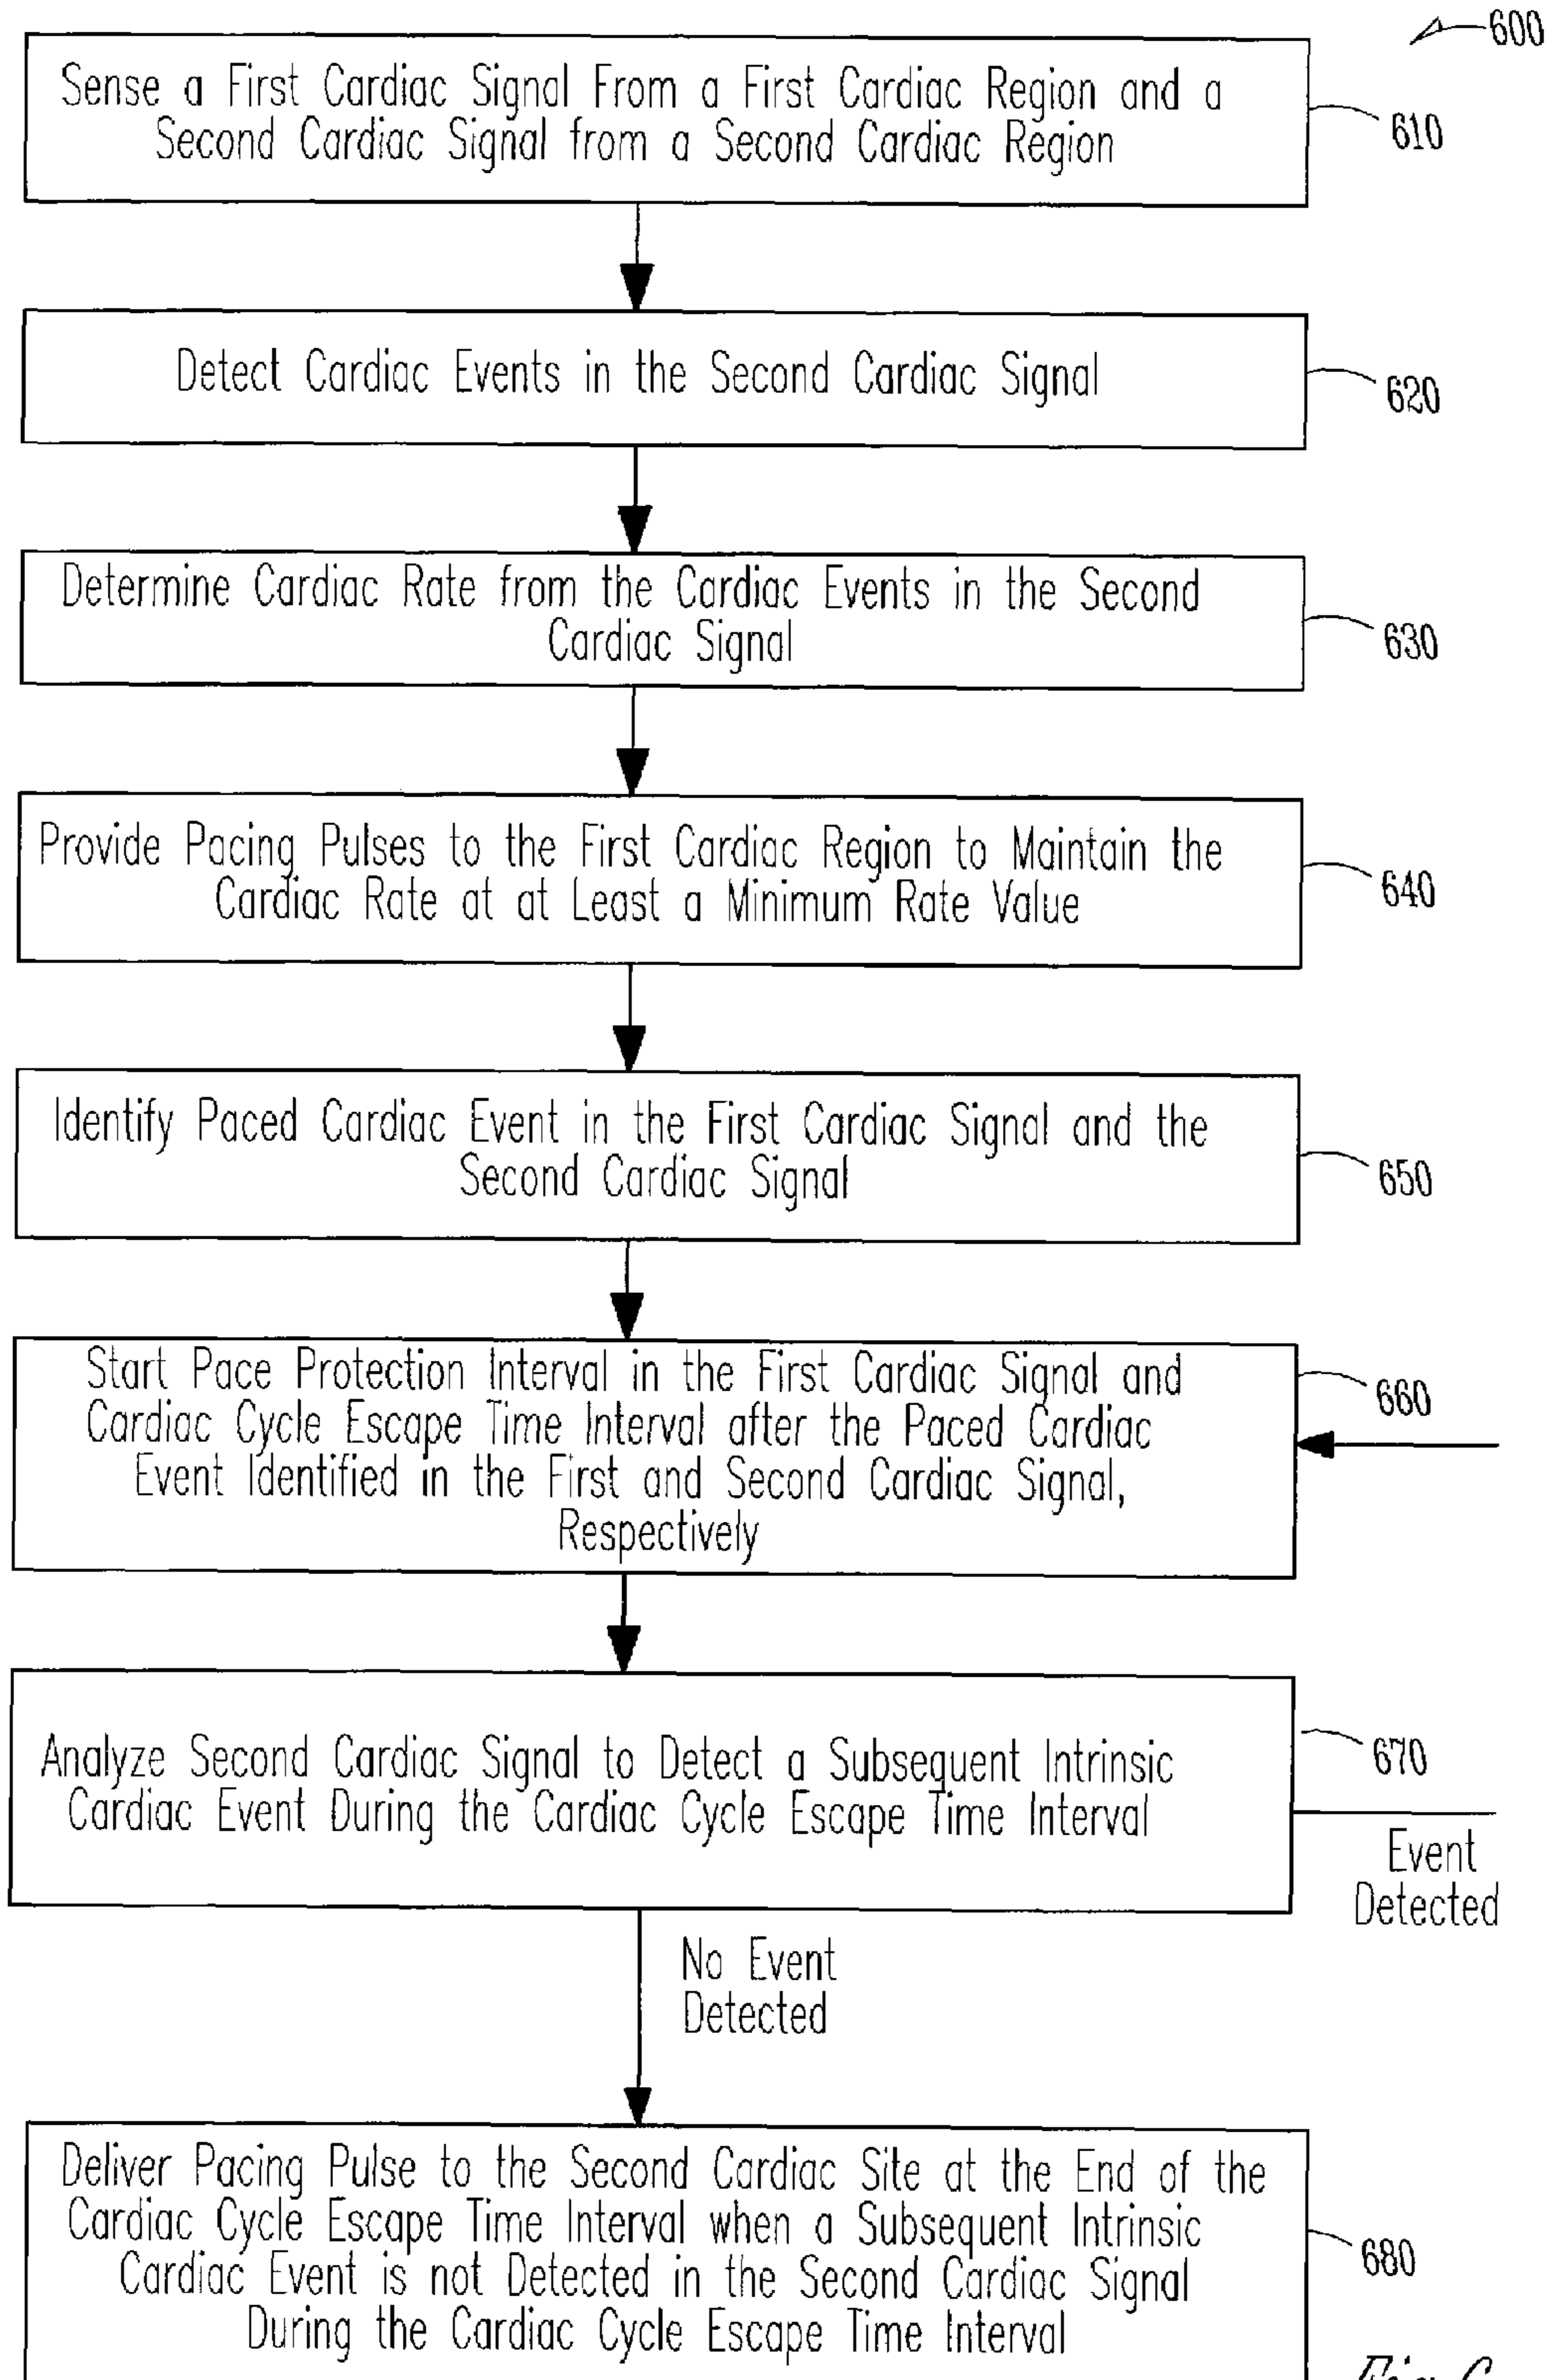 600
Sense a First Cardiac Signal From a First Cardiac Region and a
Second Cardiac Signal from a Second Cardiac Region
610
Detect Cardiac Events in the Second Cardiac Signal
620
Determine Cardiac Rate from the Cardiac Events in the Second
Cardiac Signal
630
Provide Pacing Pulses to the First Cardiac Region to Maintain the
Cardiac Rate at at Least a Minimum Rate Value
640
Identify Paced Cardiac Event in the First Cardiac Signal and the
Second Cardiac Signal
650
Start Pace Protection Interval in the First Cardiac Signal and
Cardiac Cycle Escape Time Interval after the Paced Cardiac
Event Identified in the First and Second Cardiac Signal,
Respectively
660
Analyze Second Cardiac Signal to Detect a Subsequent Intrinsic
Cardiac Event During the Cardiac Cycle Escape Time Interval
670
Event
Detected
No Event
Detected
Deliver Pacing Pulse to the Second Cardiac Site at the End of the
Cardiac Cycle Escape Time Interval when a Subsequent Intrinsic
Cardiac Event is not Detected in the Second Cardiac Signal
During the Cardiac Cycle Escape Time Interval
680